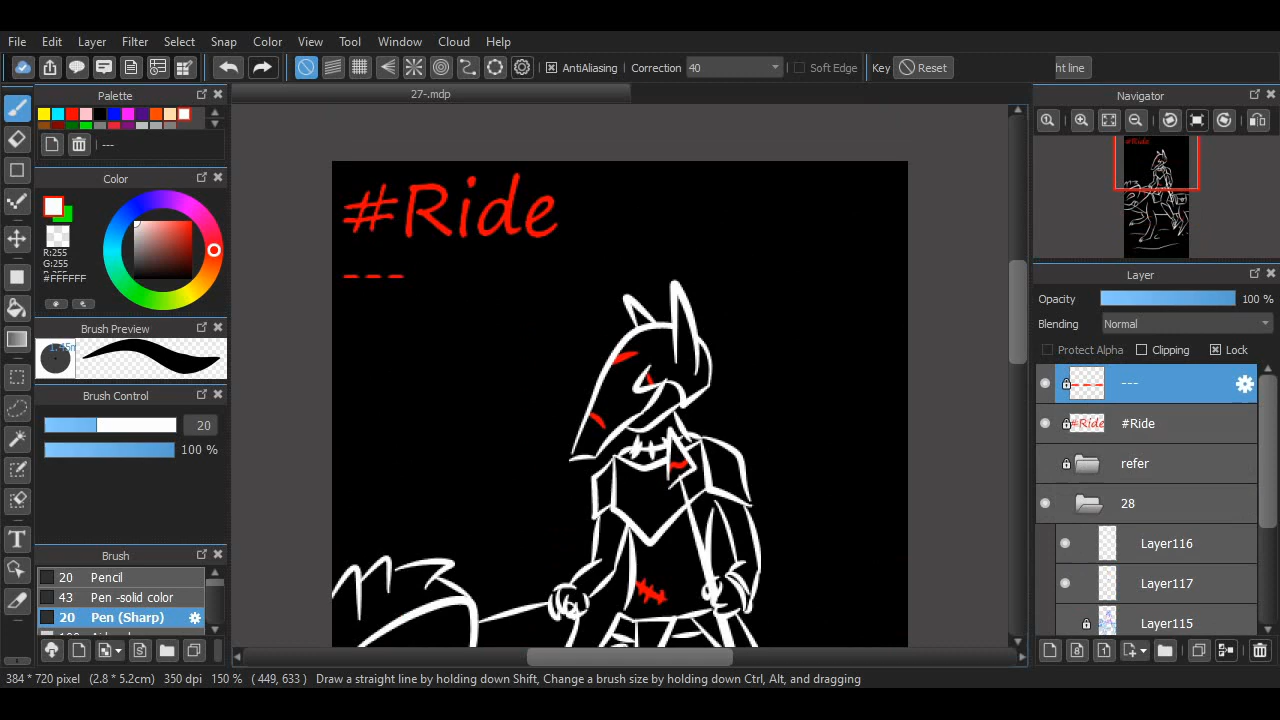 File Edit Layer Filter Select Snap Color View Tool Window Cloud Help
AntiAliasing Correction 40 Soft Edge Key Reset ht line
Palette
27-.mdp
Navigator
---
Color
#Ride
---
R:255
G:255
#FFFFFF
Layer
Opacity 100 %
Brush Preview
Blending Normal
Protect Alpha Clipping Lock
Brush Control
20
100 %
---
#Ride
refer
28
Layer116
Layer117
Layer115
Brush
20 Pencil
43 Pen -solid color
20 Pen (Sharp)
384 * 720 pixel (2.8 * 5.2cm) 350 dpi 150 % ( 449, 633 ) Draw a straight line by holding down Shift, Change a brush size by holding down Ctrl, Alt, and dragging